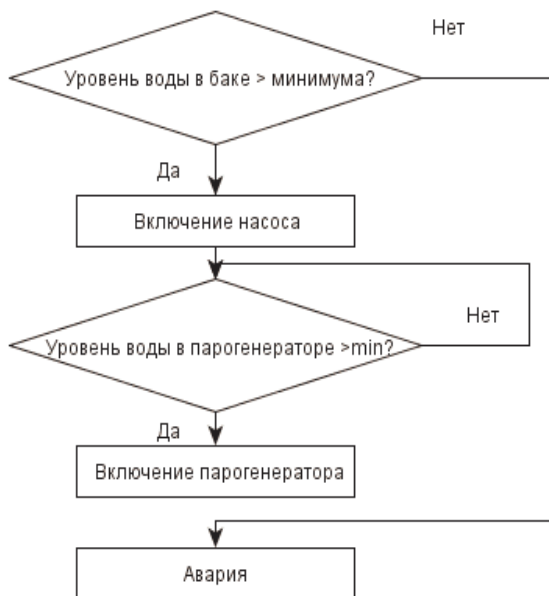 Нет
Уровень воды в баке > минимума?
Да
Включение насоса
Нет
Уровень воды в парогенераторе >min?
Да
Включение парогенератора
Авария